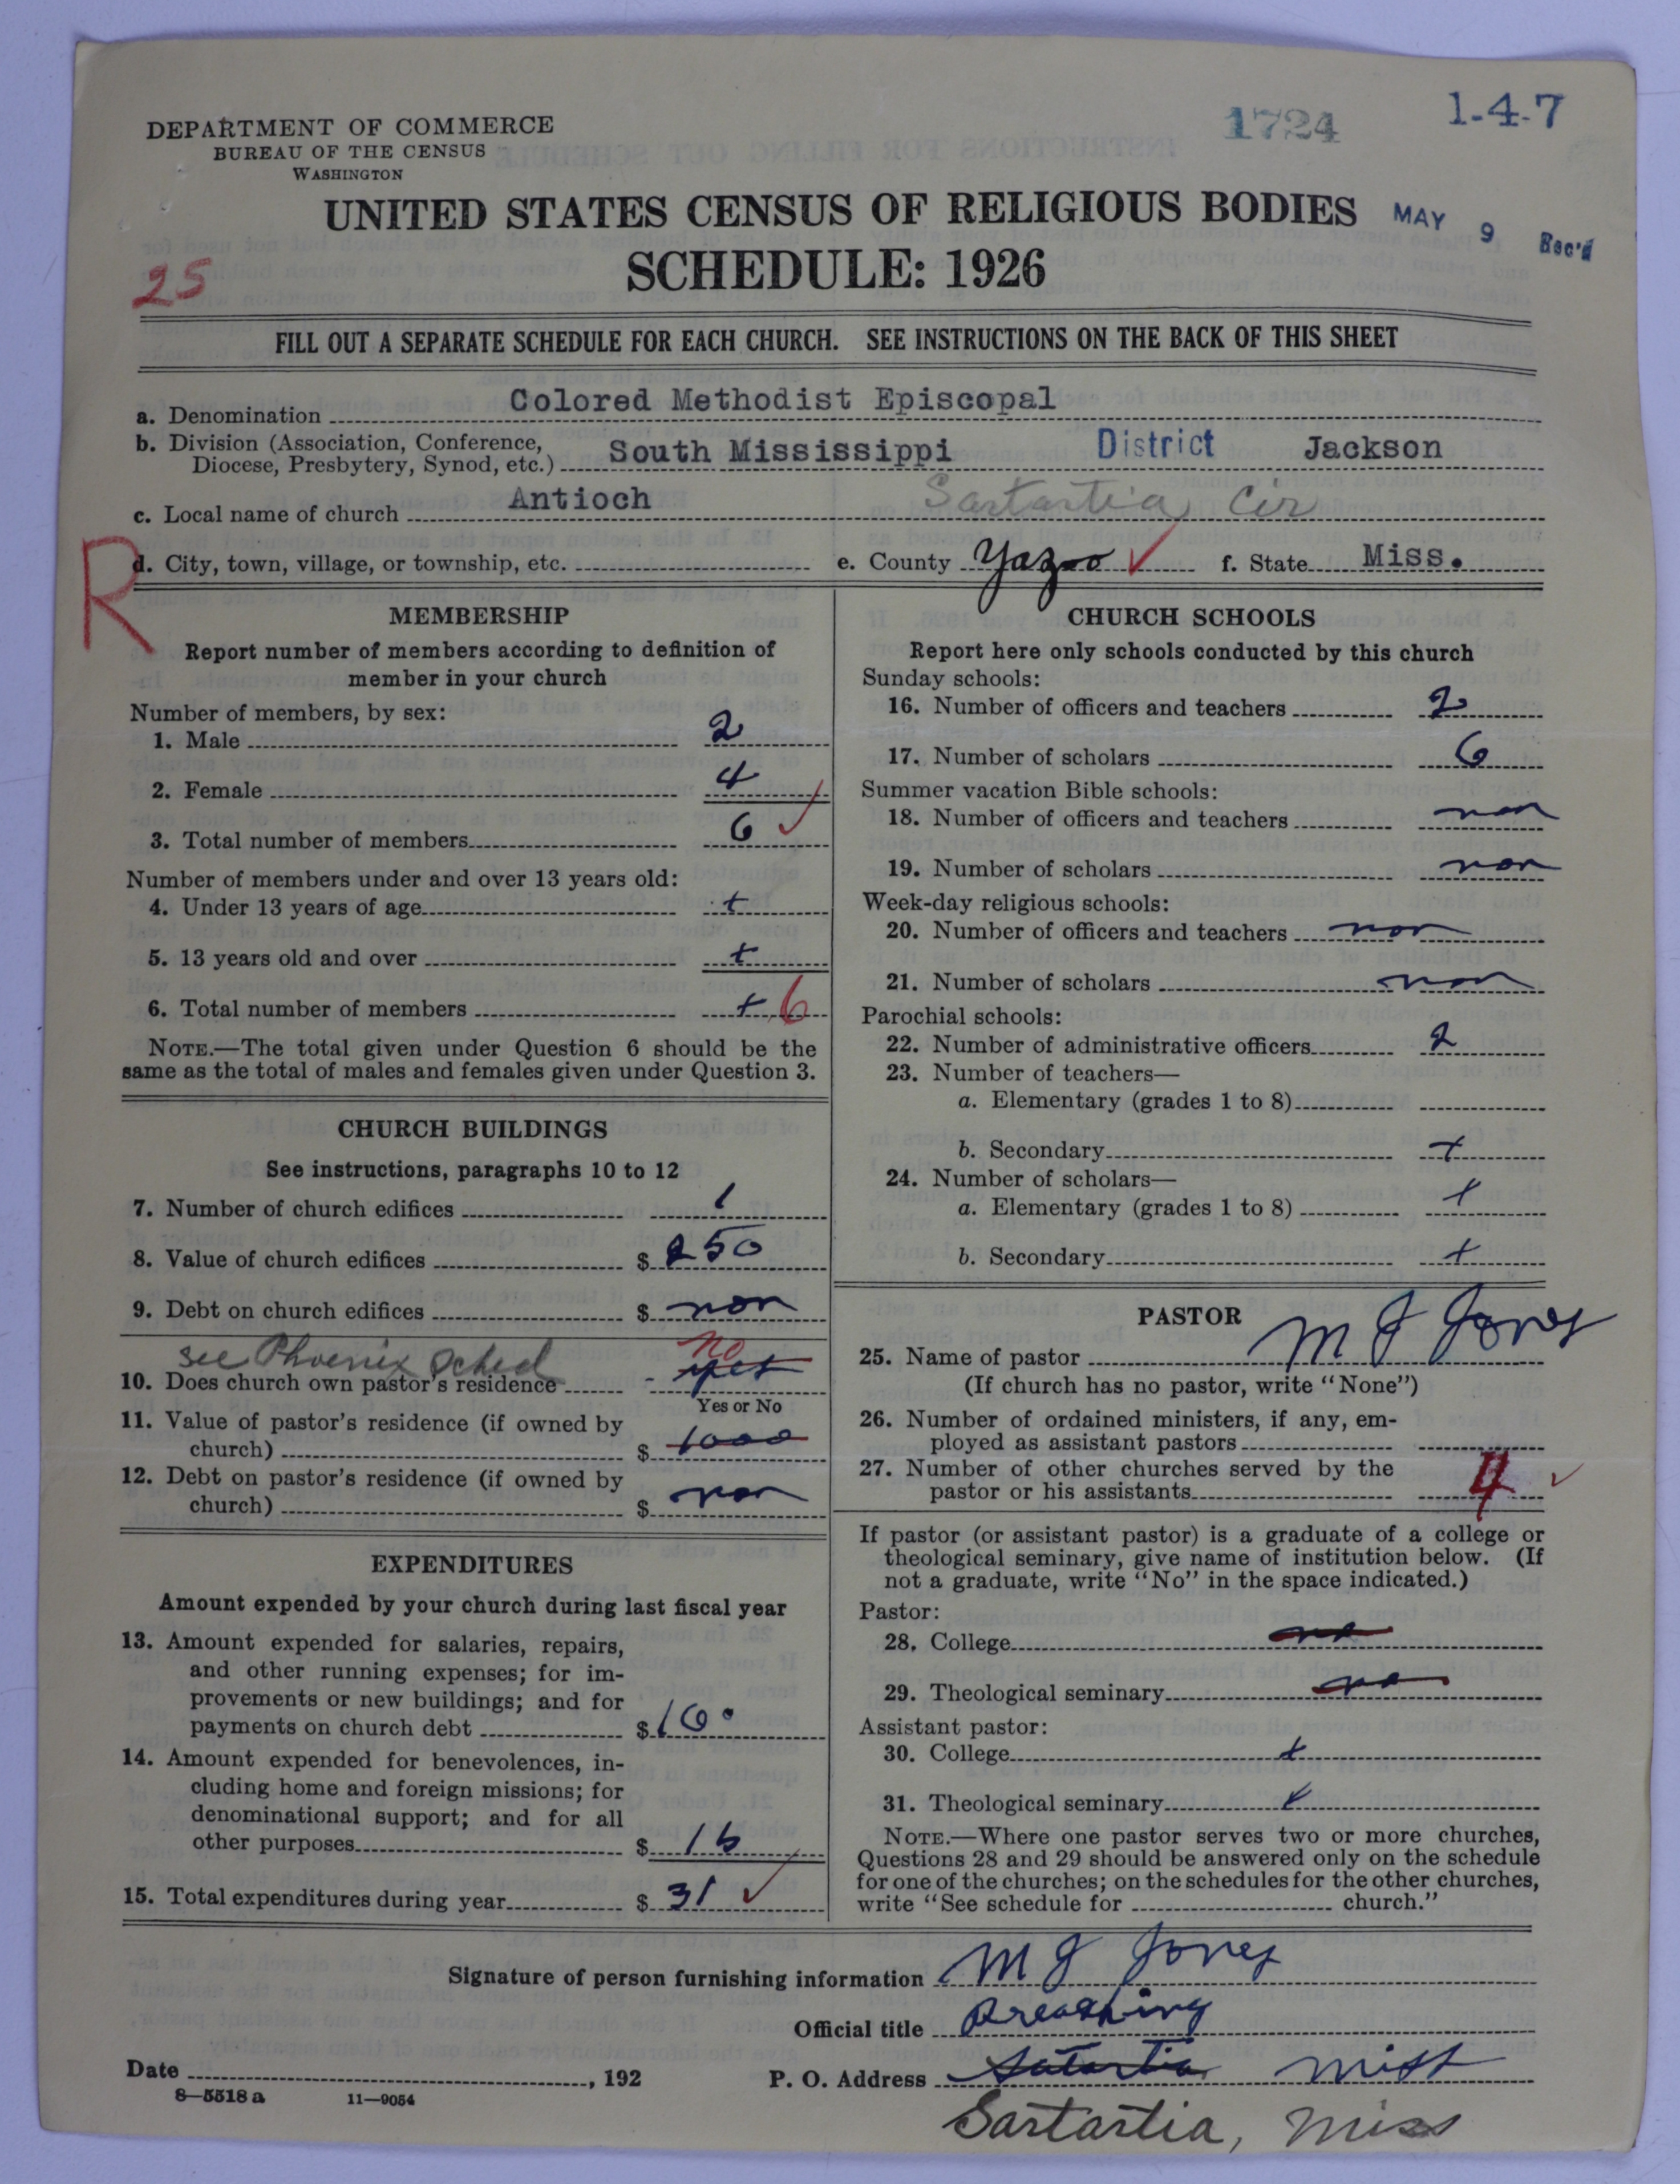 DEPARTMENT OF COMMERCE
BUREAU OF THE CENSUS
WASHINGTON
1724
1-4-7
UNITED STATES CENSUS OF RELIGIOUS BODIES
SCHEDULE: 1926
MAY 9 Rec'd
25
FILL OUT A SEPARATE SCHEDULE FOR EACH CHURCH. SEE INSTRUCTIONS ON THE BACK OF THIS SHEET
a. Denomination Colored Methodist Episcopal
b. Division (Association, Conference,
Diocese, Presbytery, Synod, etc.) South Mississippi District Jackson
c. Local name of church Antioch Sartartia Cir
R
d. City, town, village, or township, etc. e. County Yazoo ✓ f. State Miss.
MEMBERSHIP
Report number of members according to definition of
member in your church
Number of members, by sex:
1. Male 2
2. Female 4
3. Total number of members 6 ✓
Number of members under and over 13 years old:
4. Under 13 years of age +
5. 13 years old and over +
6. Total number of members + 6
NOTE.—The total given under Question 6 should be the
same as the total of males and females given under Question 3.
CHURCH BUILDINGS
See instructions, paragraphs 10 to 12
7. Number of church edifices 1
8. Value of church edifices $ 250
9. Debt on church edifices $ non
see Phoenix Sched
No
10. Does church own pastor's residence yes
Yes or No
11. Value of pastor's residence (if owned by
church) $ 1000
12. Debt on pastor's residence (if owned by
church) $ non
EXPENDITURES
Amount expended by your church during last fiscal year
13. Amount expended for salaries, repairs,
and other running expenses; for im-
provements or new buildings; and for
payments on church debt $
14. Amount expended for benevolences, in-
cluding home and foreign missions; for
denominational support; and for all
other purposes $
15. Total expenditures during year $ 31 ✓
CHURCH SCHOOLS
Report here only schools conducted by this church
Sunday schools:
16. Number of officers and teachers 2
17. Number of scholars 6
Summer vacation Bible schools:
18. Number of officers and teachers non
19. Number of scholars non
Week-day religious schools:
20. Number of officers and teachers non
21. Number of scholars non
Parochial schools:
22. Number of administrative officers 2
23. Number of teachers—
a. Elementary (grades 1 to 8)
b. Secondary +
24. Number of scholars—
a. Elementary (grades 1 to 8) +
b. Secondary +
PASTOR
25. Name of pastor M J Jones
(If church has no pastor, write "None")
26. Number of ordained ministers, if any, em-
ployed as assistant pastors
27. Number of other churches served by the
pastor or his assistants 4 ✓
If pastor (or assistant pastor) is a graduate of a college or
theological seminary, give name of institution below. (If
not a graduate, write "No" in the space indicated.)
Pastor:
28. College no
29. Theological seminary no
Assistant pastor:
30. College +
31. Theological seminary +
NOTE.—Where one pastor serves two or more churches,
Questions 28 and 29 should be answered only on the schedule
for one of the churches; on the schedules for the other churches,
write "See schedule for church."
Signature of person furnishing information M J Jones
Official title Preaching
Date , 192 P. O. Address Satartia Miss
8—5518 a 11—9054
Sartartia, Miss